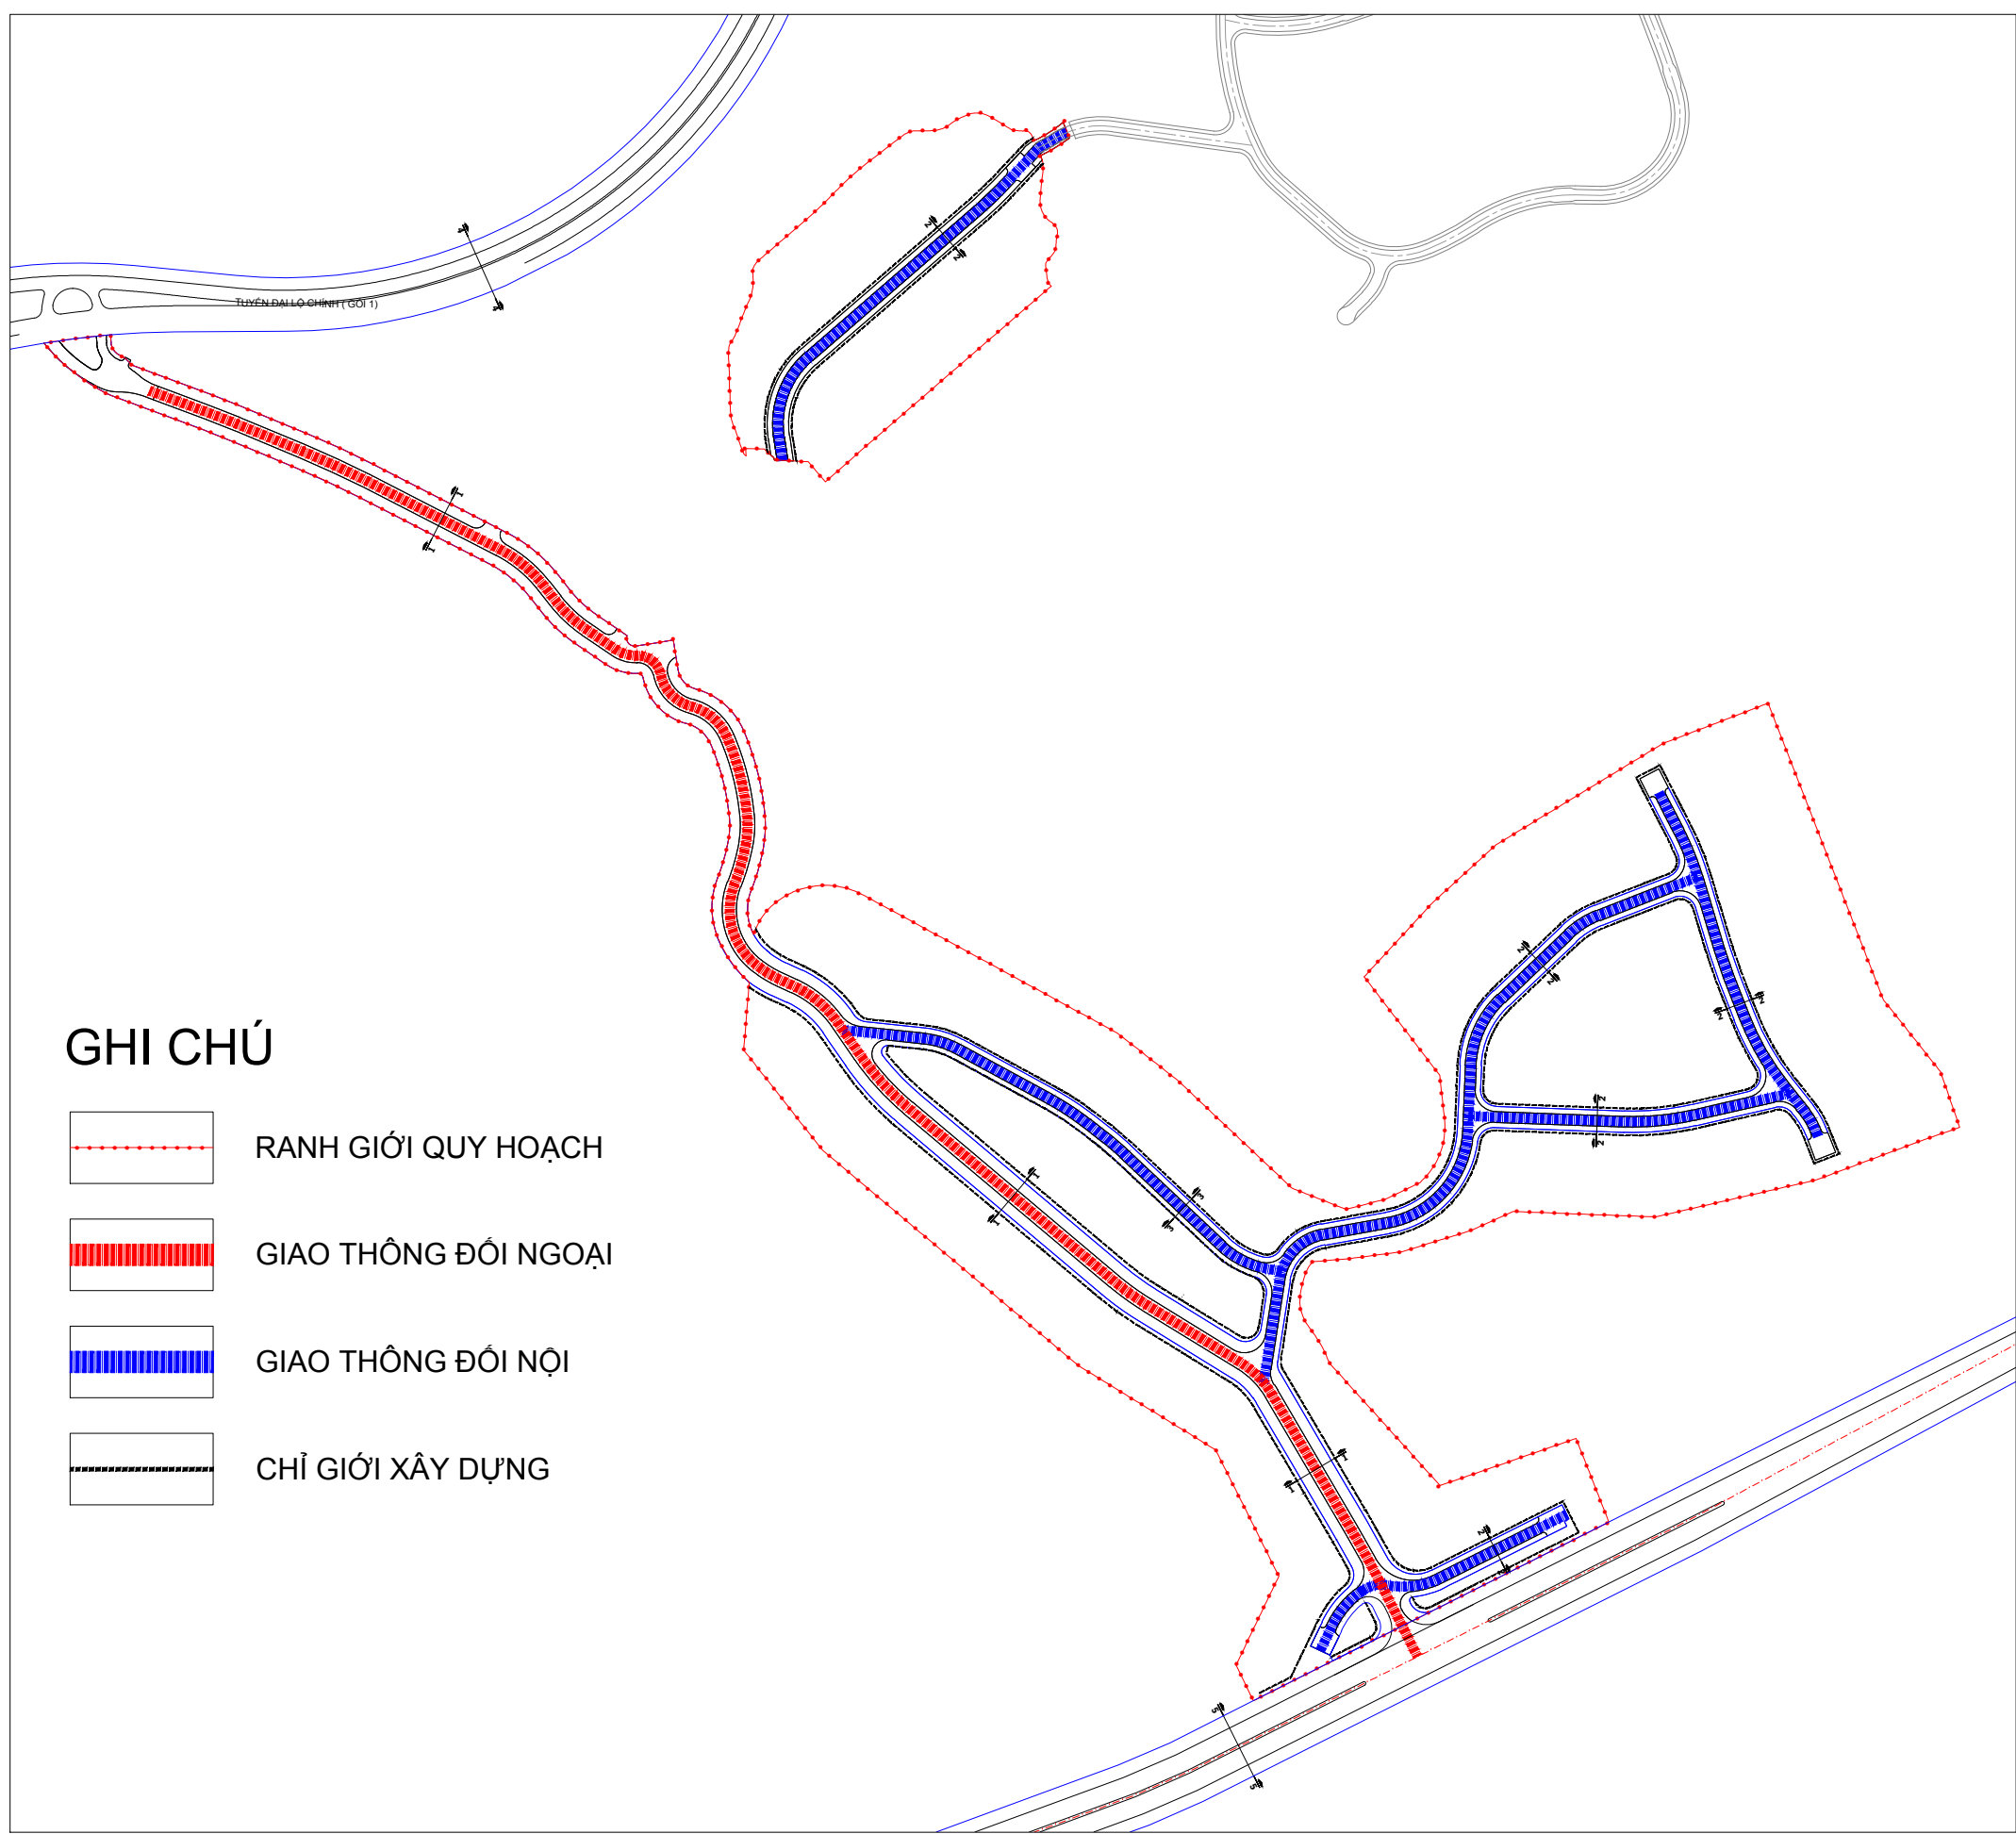 TUYẾN ĐẠI LỘ CHÍNH ( GÓI 1)
GHI CHÚ
RANH GIỚI QUY HOẠCH
GIAO THÔNG ĐỐI NGOẠI
GIAO THÔNG ĐỐI NỘI
CHỈ GIỚI XÂY DỰNG